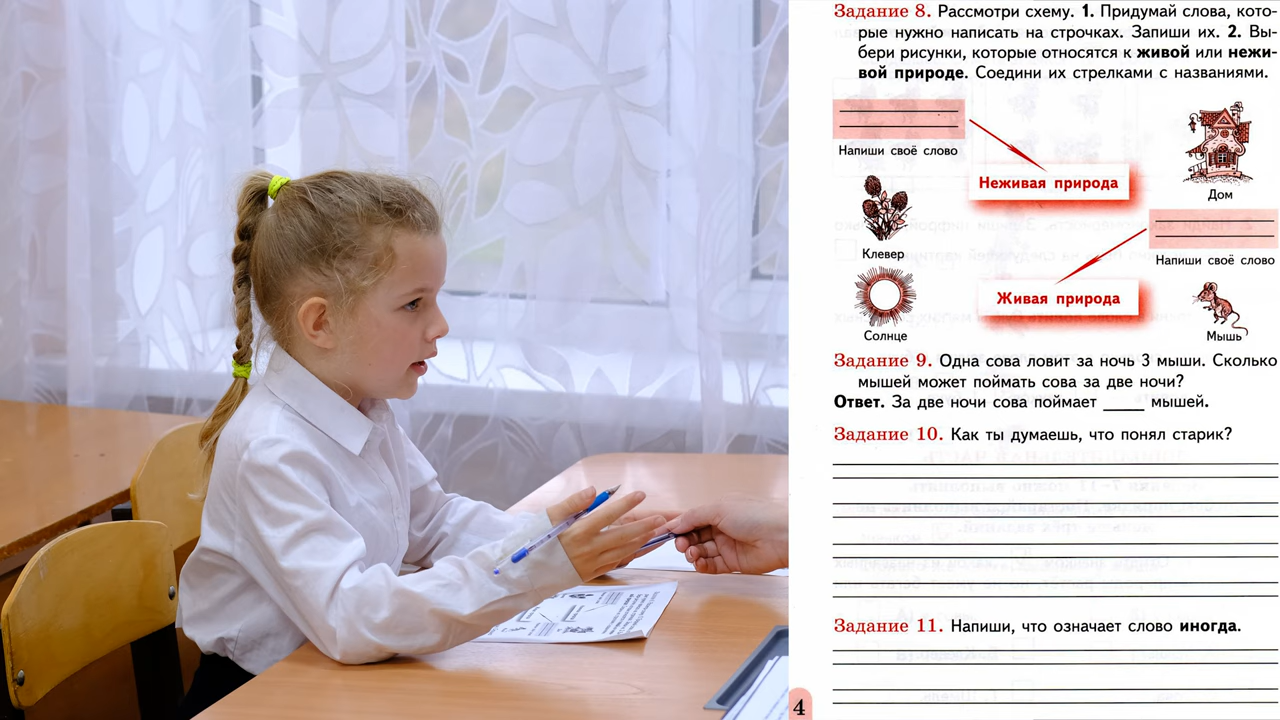 Задание 8. Рассмотри схему. 1. Придумай слова, кото-
рые нужно написать на строчках. Запиши их. 2. Вы-
бери рисунки, которые относятся к живой или нежи-
вой природе. Соедини их стрелками с названиями.
Напиши своё слово
Неживая природа
Дом
Клевер
Напиши своё слово
Живая природа
Солнце
Мышь
Задание 9. Одна сова ловит за ночь 3 мыши. Сколько
мышей может поймать сова за две ночи?
Ответ. За две ночи сова поймает ____ мышей.
Задание 10. Как ты думаешь, что понял старик?
Задание 11. Напиши, что означает слово иногда.
4